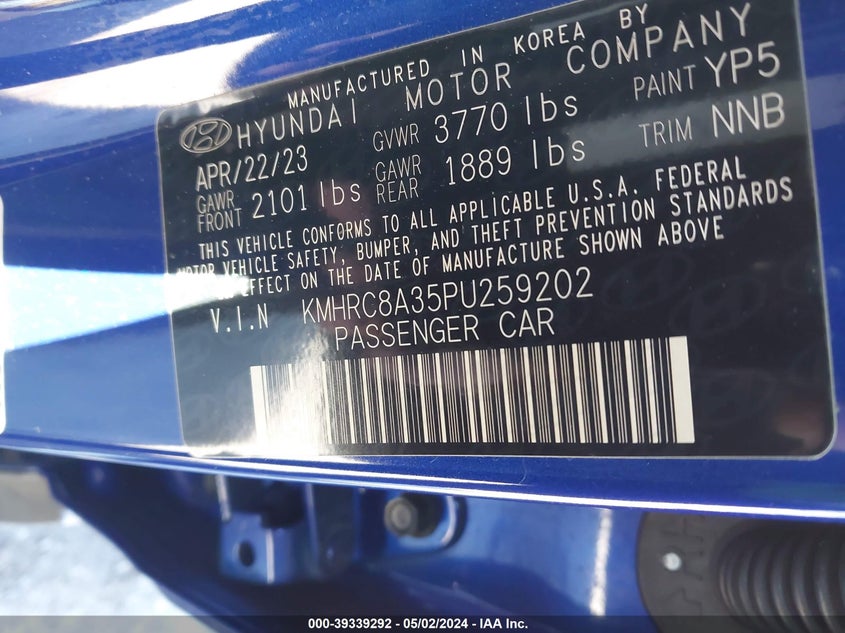 MANUFACTURED IN KOREA BY
HYUNDAI MOTOR COMPANY
APR/22/23 GVWR 3770 lbs PAINT YP5
GAWR FRONT 2101 lbs GAWR REAR 1889 lbs TRIM NNB
THIS VEHICLE CONFORMS TO ALL APPLICABLE U.S.A. FEDERAL
MOTOR VEHICLE SAFETY, BUMPER, AND THEFT PREVENTION STANDARDS
IN EFFECT ON THE DATE OF MANUFACTURE SHOWN ABOVE
V.I.N KMHRC8A35PU259202
PASSENGER CAR
000-39339292 - 05/02/2024 - IAA Inc.